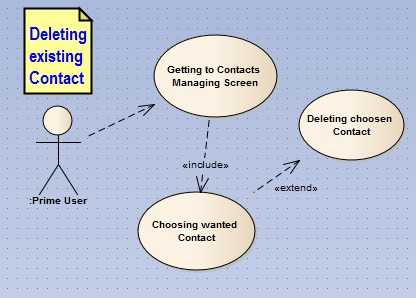 Deleting
existing
Contact
Getting to Contacts
Managing Screen
Deleting choosen
Contact
«include»
«extend»
:Prime User
Choosing wanted
Contact